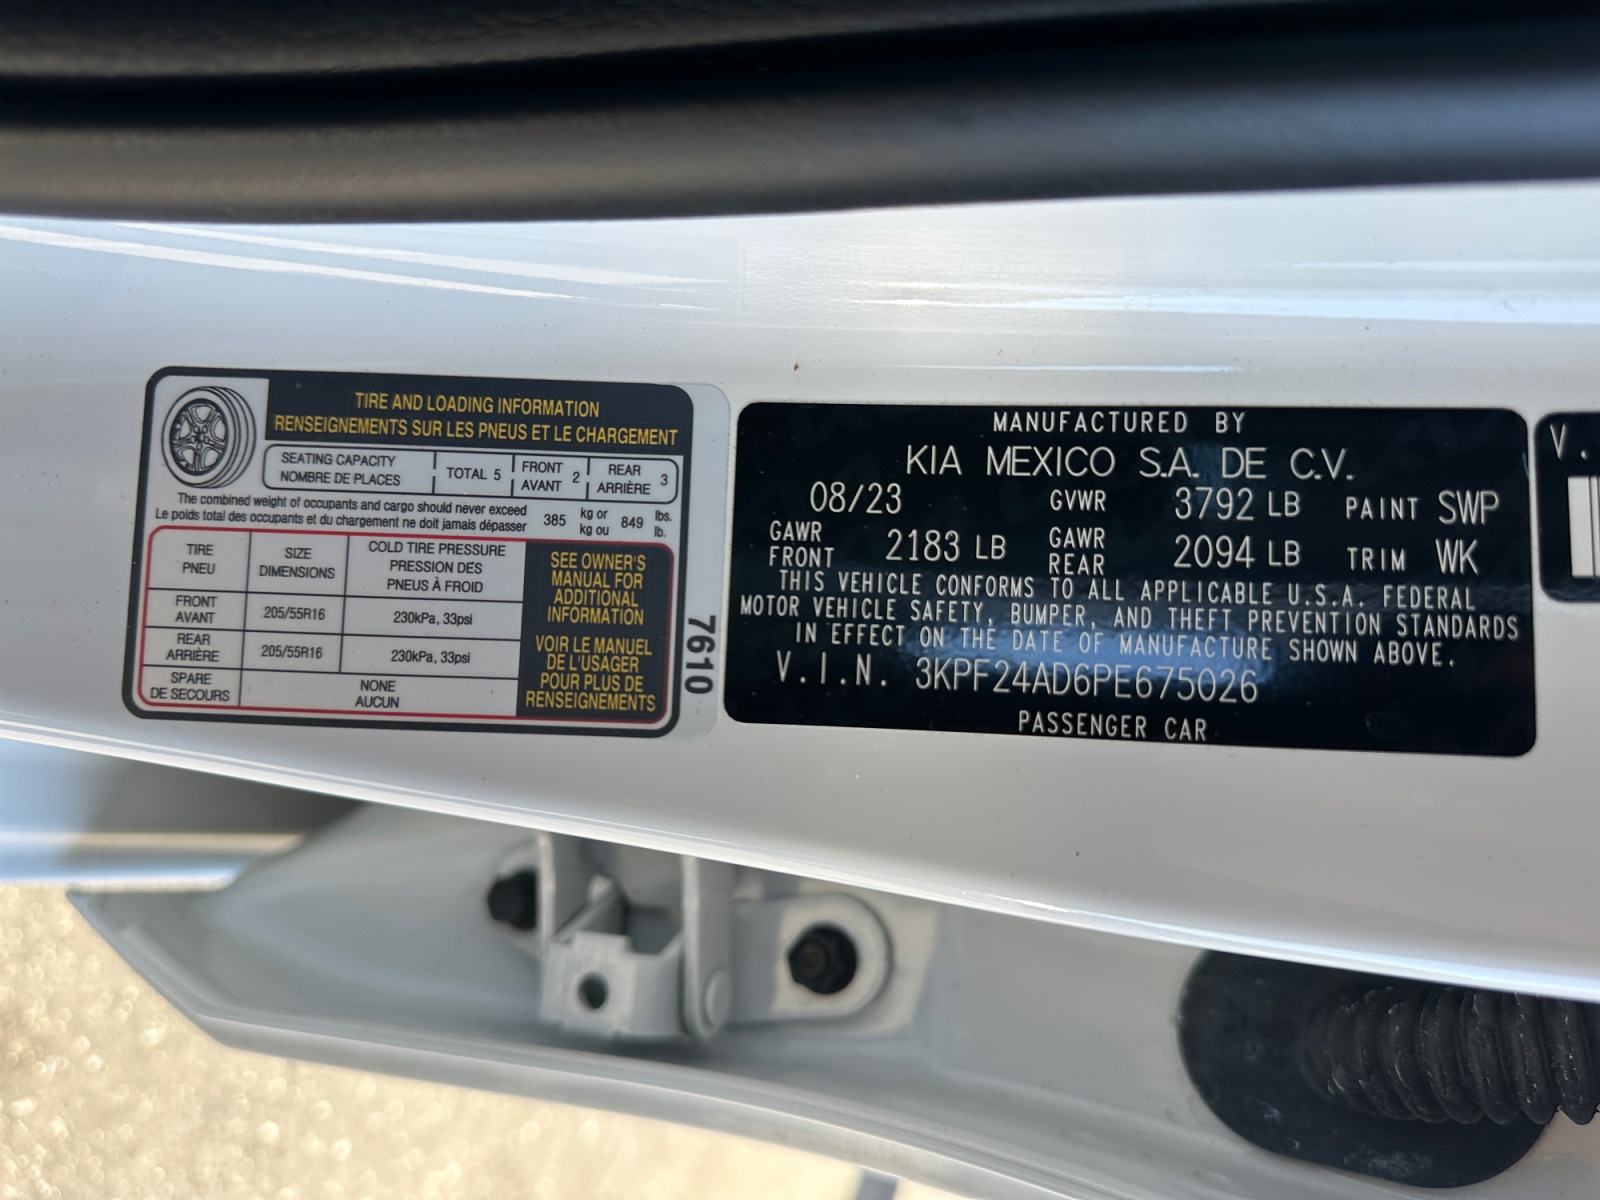 TIRE AND LOADING INFORMATION
RENSEIGNEMENTS SUR LES PNEUS ET LE CHARGEMENT
SEATING CAPACITY
NOMBRE DE PLACES
TOTAL 5
FRONT
AVANT
2
REAR
ARRIÈRE
3
The combined weight of occupants and cargo should never exceed
Le poids total des occupants et du chargement ne doit jamais dépasser
385
kg or
kg ou
849
lbs.
lb.
TIRE
PNEU
SIZE
DIMENSIONS
COLD TIRE PRESSURE
PRESSION DES
PNEUS À FROID
FRONT
AVANT
205/55R16
230kPa, 33psi
REAR
ARRIÈRE
205/55R16
230kPa, 33psi
SPARE
DE SECOURS
NONE
AUCUN
SEE OWNER'S
MANUAL FOR
ADDITIONAL
INFORMATION
VOIR LE MANUEL
DE L'USAGER
POUR PLUS DE
RENSEIGNEMENTS
7610
MANUFACTURED BY
KIA MEXICO S.A. DE C.V.
08/23 GVWR 3792 LB PAINT SWP
GAWR
FRONT
2183 LB
GAWR
REAR
2094 LB
TRIM WK
THIS VEHICLE CONFORMS TO ALL APPLICABLE U.S.A. FEDERAL
MOTOR VEHICLE SAFETY, BUMPER, AND THEFT PREVENTION STANDARDS
IN EFFECT ON THE DATE OF MANUFACTURE SHOWN ABOVE.
V.I.N. 3KPF24AD6PE675026
PASSENGER CAR
V.